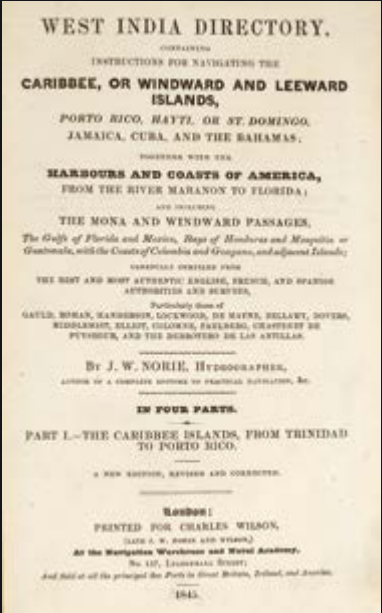 WEST INDIA DIRECTORY,
CONTAINING
INSTRUCTIONS FOR NAVIGATING THE
CARIBBEE, OR WINDWARD AND LEEWARD
ISLANDS,
PORTO RICO, HAYTI, OR ST. DOMINGO,
JAMAICA, CUBA, AND THE BAHAMAS;
TOGETHER WITH THE
HARBOURS AND COASTS OF AMERICA,
FROM THE RIVER MARANON TO FLORIDA;
AND INCLUDING
THE MONA AND WINDWARD PASSAGES,
The Gulfs of Florida and Mexico, Bays of Honduras and Mosquitia or
Guatemala, with the Coasts of Colombia and Guayana, and adjacent Islands;
CAREFULLY COMPILED FROM
THE BEST AND MOST AUTHENTIC ENGLISH, FRENCH, AND SPANISH
AUTHORITIES AND SURVEYS,
Particularly those of
GAULD, ROMAN, LOCKWOOD, DE MAYNE,
ELLIOT, CHASTENET DE
PUYSEGUR, AND THE DERROTERO DE LAS ANTILLAS.
BY J. W. NORIE, HYDROGRAPHER,
AUTHOR OF A COMPLETE EPITOME OF PRACTICAL NAVIGATION, &c.
IN FOUR PARTS.
PART I.—THE CARIBBEE ISLANDS, FROM TRINIDAD
TO PORTO RICO.
A NEW EDITION, REVISED AND CORRECTED.
London:
PRINTED FOR CHARLES WILSON,
(LATE J. W. NORIE AND WILSON,)
At the Navigation Warehouse and Naval Academy,
No. 157, LEADENHALL STREET;
And sold at all the principal Sea Ports in Great Britain, Ireland, and America.
1845.